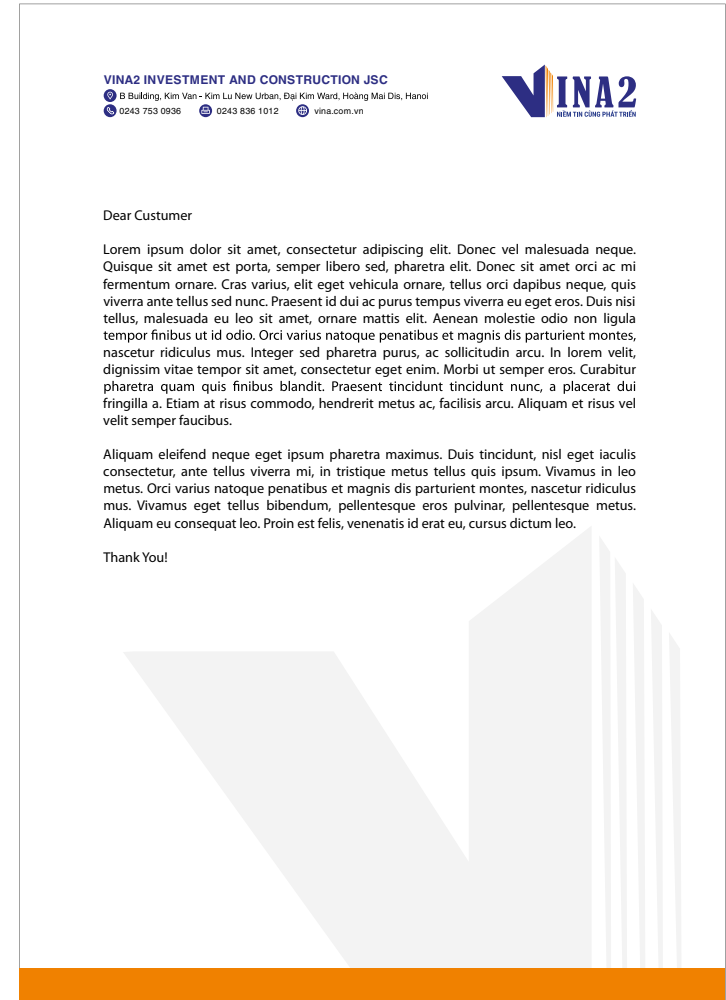 VINA2 INVESTMENT AND CONSTRUCTION JSC
B Building, Kim Van - Kim Lu New Urban, Đại Kim Ward, Hoàng Mai Dis, Hanoi
0243 753 0936 0243 836 1012 vina.com.vn
VINA2
NIỀM TIN CÙNG PHÁT TRIỂN
Dear Custumer
Lorem ipsum dolor sit amet, consectetur adipiscing elit. Donec vel malesuada neque.
Quisque sit amet est porta, semper libero sed, pharetra elit. Donec sit amet orci ac mi
fermentum ornare. Cras varius, elit eget vehicula ornare, tellus orci dapibus neque, quis
viverra ante tellus sed nunc. Praesent id dui ac purus tempus viverra eu eget eros. Duis nisi
tellus, malesuada eu leo sit amet, ornare mattis elit. Aenean molestie odio non ligula
tempor finibus ut id odio. Orci varius natoque penatibus et magnis dis parturient montes,
nascetur ridiculus mus. Integer sed pharetra purus, ac sollicitudin arcu. In lorem velit,
dignissim vitae tempor sit amet, consectetur eget enim. Morbi ut semper eros. Curabitur
pharetra quam quis finibus blandit. Praesent tincidunt tincidunt nunc, a placerat dui
fringilla a. Etiam at risus commodo, hendrerit metus ac, facilisis arcu. Aliquam et risus vel
velit semper faucibus.
Aliquam eleifend neque eget ipsum pharetra maximus. Duis tincidunt, nisl eget iaculis
consectetur, ante tellus viverra mi, in tristique metus tellus quis ipsum. Vivamus in leo
metus. Orci varius natoque penatibus et magnis dis parturient montes, nascetur ridiculus
mus. Vivamus eget tellus bibendum, pellentesque eros pulvinar, pellentesque metus.
Aliquam eu consequat leo. Proin est felis, venenatis id erat eu, cursus dictum leo.
Thank You!